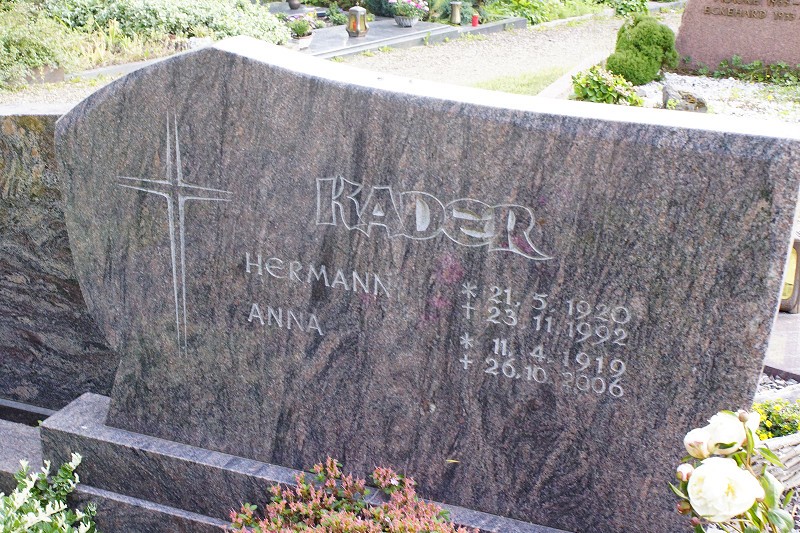 KADER
HERMANN * 21. 5. 1920
† 23. 11. 1992
ANNA * 11. 4. 1919
† 26. 10. 2006